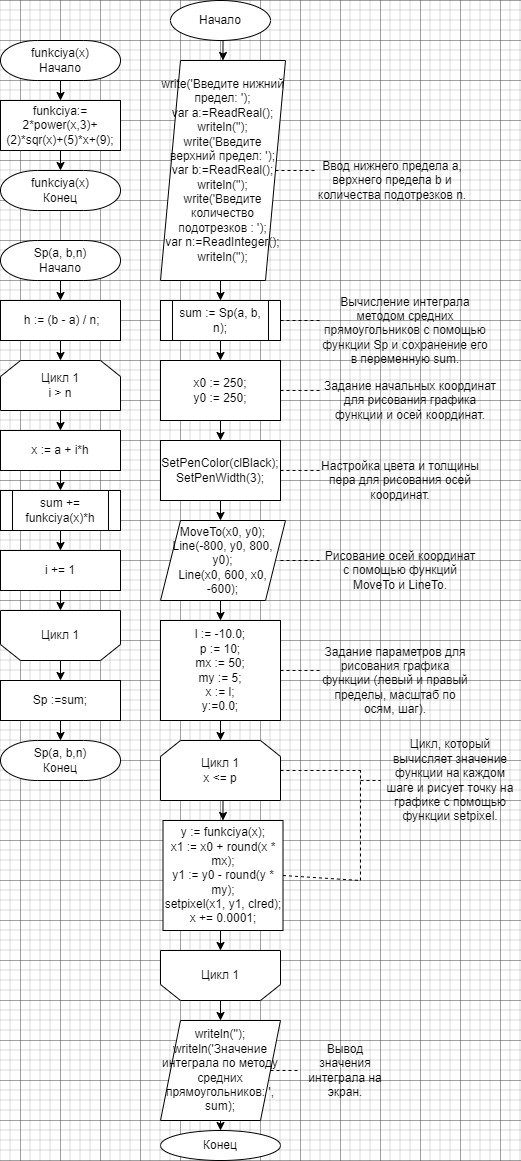 funkciya(x)
Начало
funkciya:=
2*power(x,3)+
(2)*sqr(x)+(5)*x+(9);
funkciya(x)
Конец
Sp(a, b,n)
Начало
h := (b - a) / n;
Цикл 1
i > n
x := a + i*h
sum +=
funkciya(x)*h
i += 1
Цикл 1
Sp :=sum;
Sp(a, b,n)
Конец
Начало
write('Введите нижний
предел: ');
var a:=ReadReal();
writeln('');
write('Введите
верхний предел: ');
var b:=ReadReal();
writeln('');
write('Введите
количество
подотрезков : ');
var n:=ReadInteger();
writeln('');
Ввод нижнего предела a,
верхнего предела b и
количества подотрезков n.
sum := Sp(a, b,
n);
Вычисление интеграла
методом средних
прямоугольников с помощью
функции Sp и сохранение его
в переменную sum.
x0 := 250;
y0 := 250;
Задание начальных координат
для рисования графика
функции и осей координат.
SetPenColor(clBlack);
SetPenWidth(3);
Настройка цвета и толщины
пера для рисования осей
координат.
MoveTo(x0, y0);
Line(-800, y0, 800,
y0);
Line(x0, 600, x0,
-600);
Рисование осей координат
с помощью функций
MoveTo и LineTo.
l := -10.0;
p := 10;
mx := 50;
my := 5;
x := l;
y:=0.0;
Задание параметров для
рисования графика
функции (левый и правый
пределы, масштаб по
осям, шаг).
Цикл 1
x <= p
Цикл, который
вычисляет значение
функции на каждом
шаге и рисует точку на
графике с помощью
функции setpixel.
y := funkciya(x);
x1 := x0 + round(x *
mx);
y1 := y0 - round(y *
my);
setpixel(x1, y1, clred);
x += 0.0001;
Цикл 1
writeln('');
writeln('Значение
интеграла по методу
средних
прямоугольников: ',
sum);
Вывод
значения
интеграла на
экран.
Конец